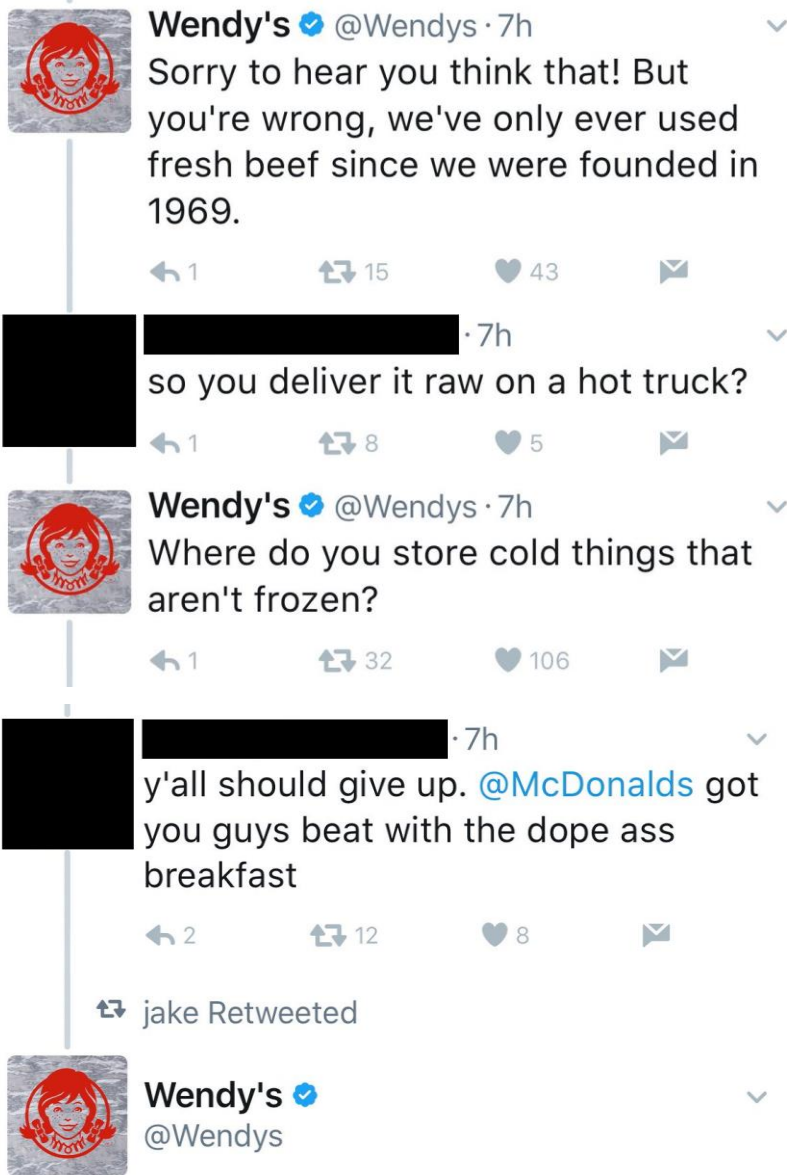 Wendy's @Wendys · 7h
Sorry to hear you think that! But
you're wrong, we've only ever used
fresh beef since we were founded in
1969.
1 15 43
· 7h
so you deliver it raw on a hot truck?
1 8 5
Wendy's @Wendys · 7h
Where do you store cold things that
aren't frozen?
1 32 106
· 7h
y'all should give up. @McDonalds got
you guys beat with the dope ass
breakfast
2 12 8
jake Retweeted
Wendy's
@Wendys